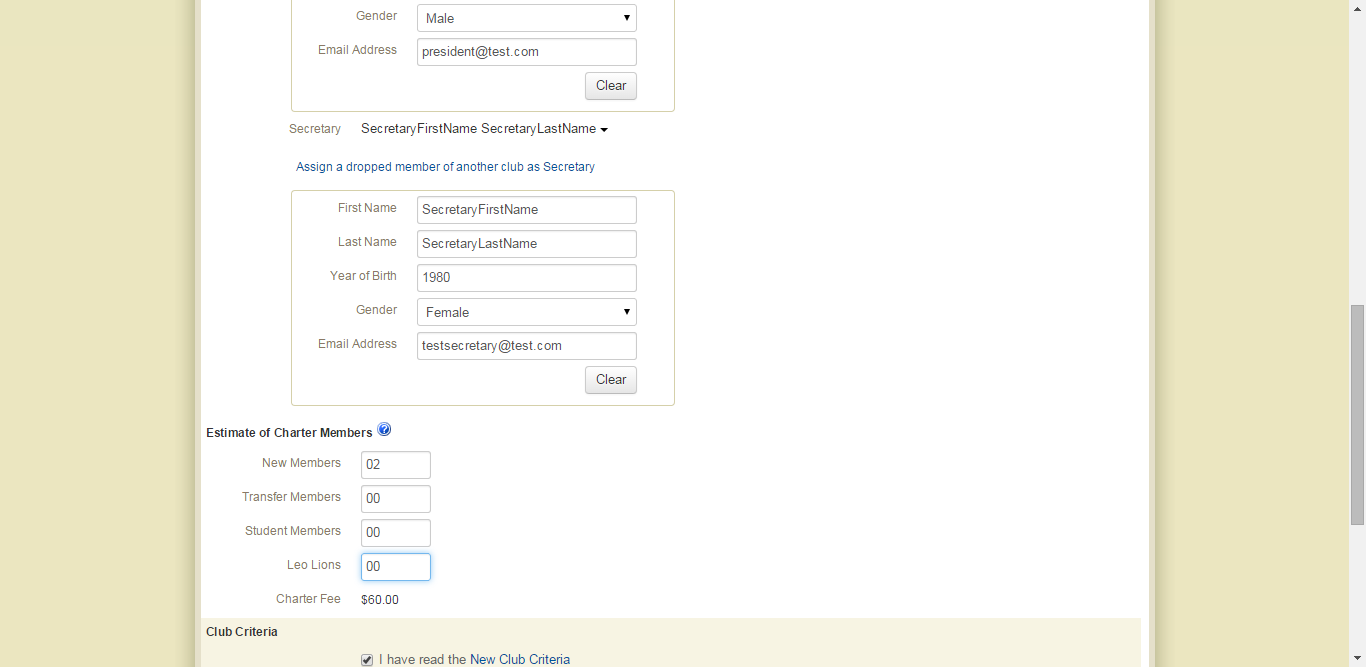 Gender Male
Email Address president@test.com
Clear
Secretary SecretaryFirstName SecretaryLastName
Assign a dropped member of another club as Secretary
First Name SecretaryFirstName
Last Name SecretaryLastName
Year of Birth 1980
Gender Female
Email Address testsecretary@test.com
Clear
Estimate of Charter Members ?
New Members 02
Transfer Members 00
Student Members 00
Leo Lions 00
Charter Fee $60.00
Club Criteria
I have read the New Club Criteria